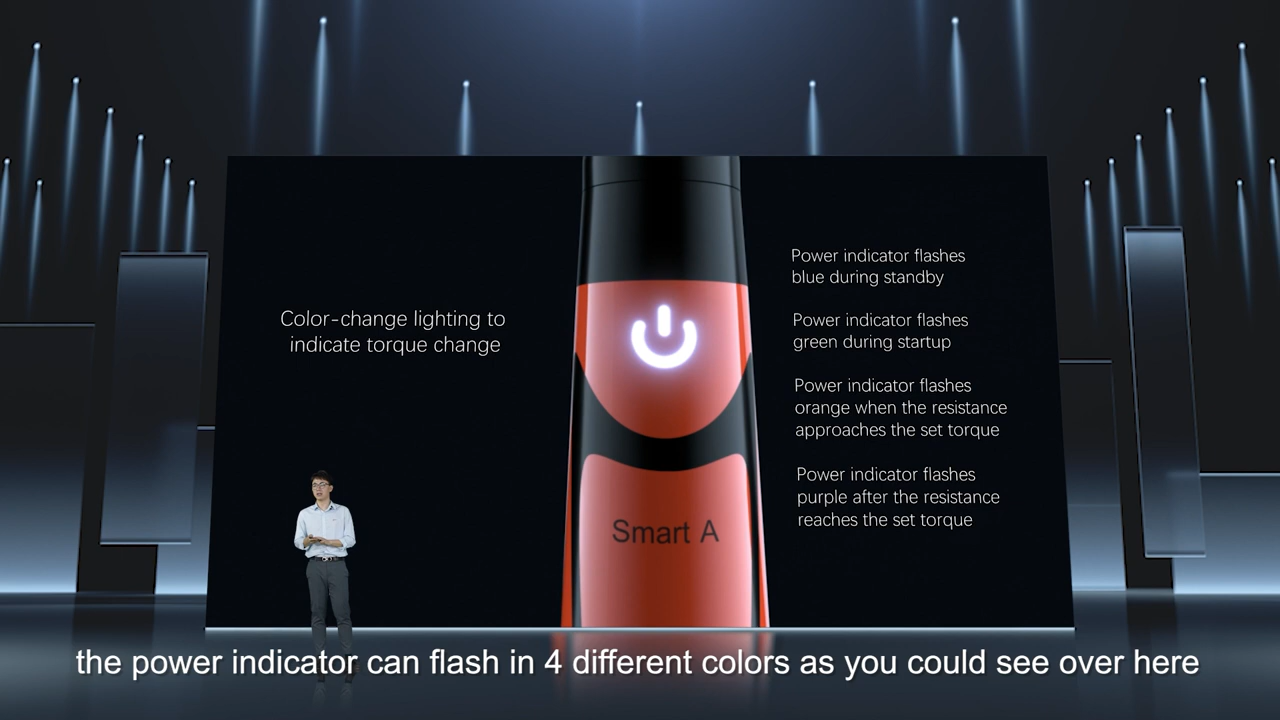 Color-change lighting to
indicate torque change
Smart A
Power indicator flashes
blue during standby
Power indicator flashes
green during startup
Power indicator flashes
orange when the resistance
approaches the set torque
Power indicator flashes
purple after the resistance
reaches the set torque
the power indicator can flash in 4 different colors as you could see over here